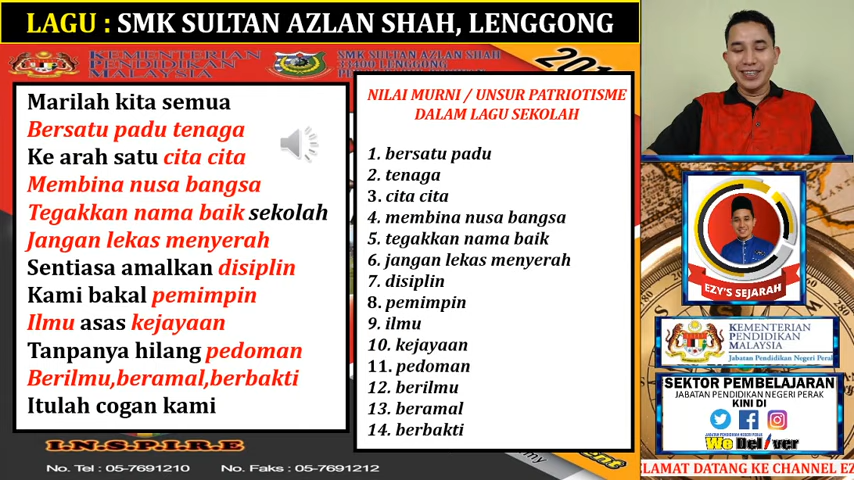 LAGU : SMK SULTAN AZLAN SHAH, LENGGONG
KEMENTERIAN
PENDIDIKAN
MALAYSIA
SMK SULTAN AZLAN SHAH
33400 LENGGONG
Marilah kita semua
Bersatu padu tenaga
Ke arah satu cita cita
Membina nusa bangsa
Tegakkan nama baik sekolah
Jangan lekas menyerah
Sentiasa amalkan disiplin
Kami bakal pemimpin
Ilmu asas kejayaan
Tanpanya hilang pedoman
Berilmu,beramal,berbakti
Itulah cogan kami
NILAI MURNI / UNSUR PATRIOTISME
DALAM LAGU SEKOLAH
1. bersatu padu
2. tenaga
3. cita cita
4. membina nusa bangsa
5. tegakkan nama baik
6. jangan lekas menyerah
7. disiplin
8. pemimpin
9. ilmu
10. kejayaan
11. pedoman
12. berilmu
13. beramal
14. berbakti
I.N.S.P.I.R.E
No. Tel : 05-7691210 No. Faks : 05-7691212
EZY'S SEJARAH
KEMENTERIAN
PENDIDIKAN
MALAYSIA
Jabatan Pendidikan Negeri Perak
SEKTOR PEMBELAJARAN
JABATAN PENDIDIKAN NEGERI PERAK
KINI DI
We Deliver
ELAMAT DATANG KE CHANNEL EZ